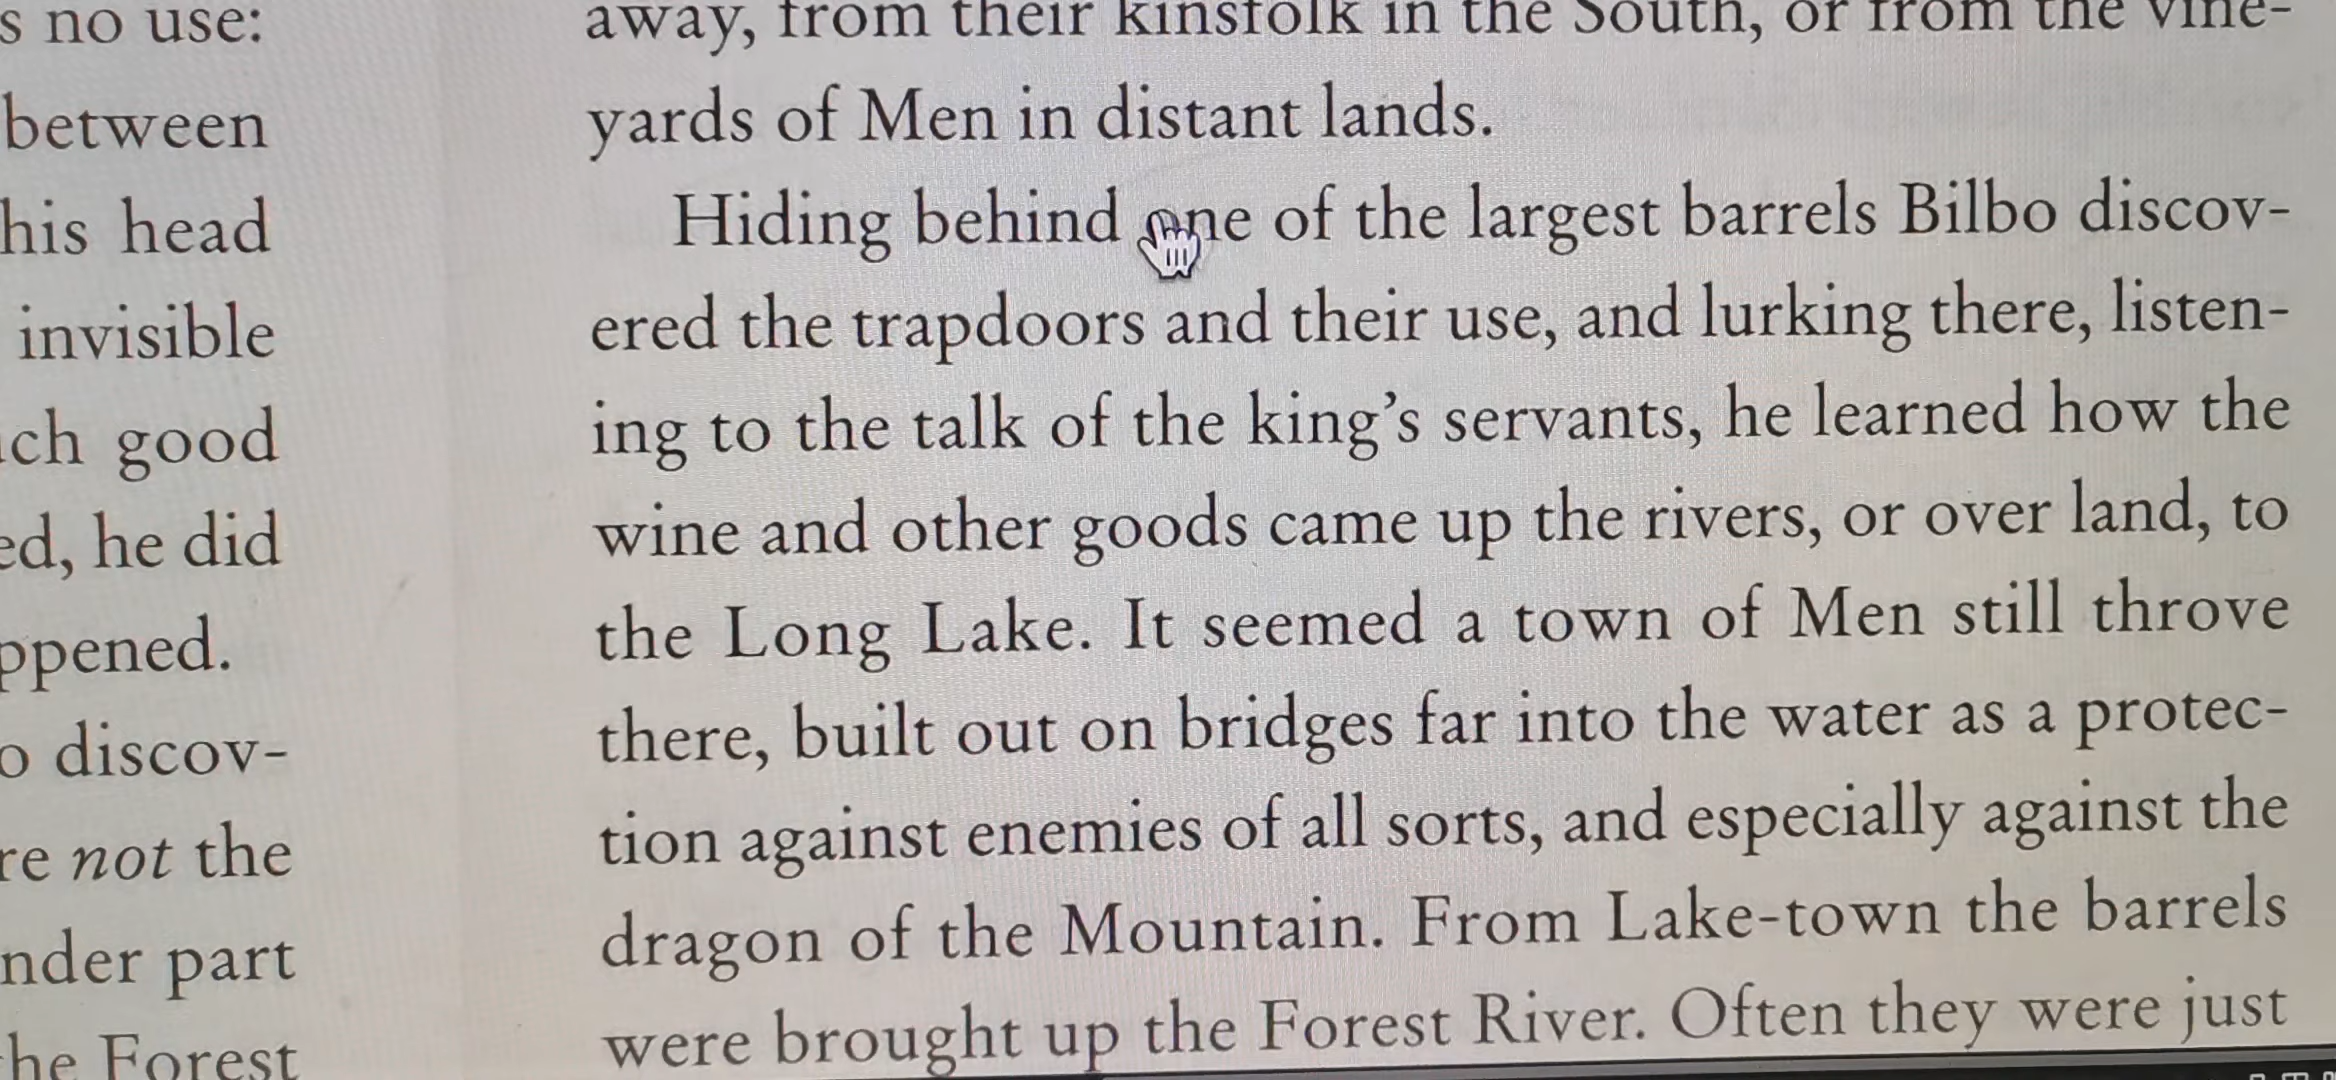 s no use:
between
his head
invisible
ch good
ed, he did
ppened.
o discov-
re not the
nder part
he Forest
away, from their kinsfolk in the South, or from the vine-
yards of Men in distant lands.
Hiding behind one of the largest barrels Bilbo discov-
ered the trapdoors and their use, and lurking there, listen-
ing to the talk of the king's servants, he learned how the
wine and other goods came up the rivers, or over land, to
the Long Lake. It seemed a town of Men still throve
there, built out on bridges far into the water as a protec-
tion against enemies of all sorts, and especially against the
dragon of the Mountain. From Lake-town the barrels
were brought up the Forest River. Often they were just